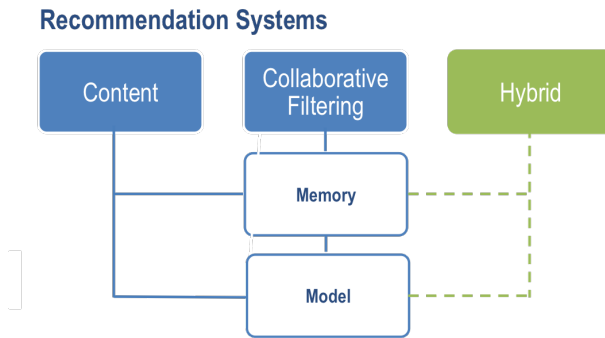 Recommendation Systems
Content
Collaborative
Filtering
Hybrid
Memory
Model